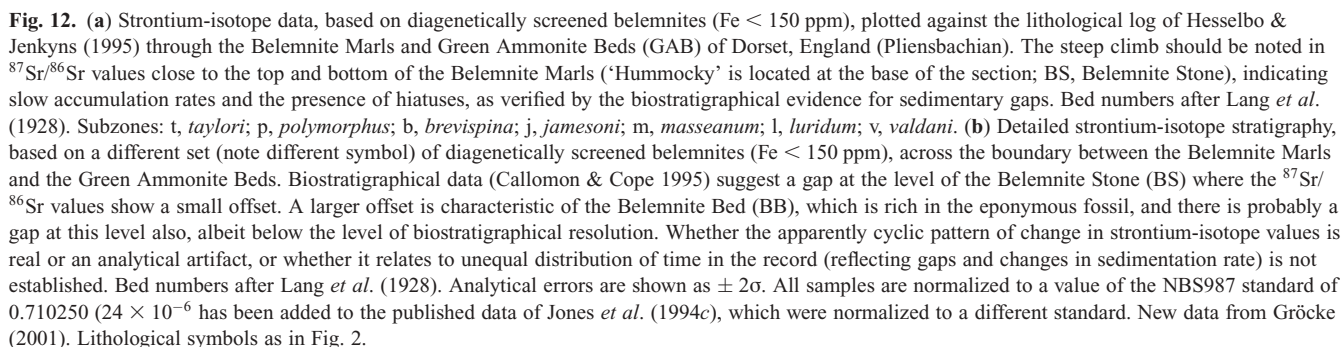 Fig. 12. (a) Strontium-isotope data, based on diagenetically screened belemnites (Fe < 150 ppm), plotted against the lithological log of Hesselbo &
Jenkyns (1995) through the Belemnite Marls and Green Ammonite Beds (GAB) of Dorset, England (Pliensbachian). The steep climb should be noted in
⁸⁷Sr/⁸⁶Sr values close to the top and bottom of the Belemnite Marls (‘Hummocky’ is located at the base of the section; BS, Belemnite Stone), indicating
slow accumulation rates and the presence of hiatuses, as verified by the biostratigraphical evidence for sedimentary gaps. Bed numbers after Lang et al.
(1928). Subzones: t, taylori; p, polymorphus; b, brevispina; j, jamesoni; m, masseanum; l, luridum; v, valdani. (b) Detailed strontium-isotope stratigraphy,
based on a different set (note different symbol) of diagenetically screened belemnites (Fe < 150 ppm), across the boundary between the Belemnite Marls
and the Green Ammonite Beds. Biostratigraphical data (Callomon & Cope 1995) suggest a gap at the level of the Belemnite Stone (BS) where the ⁸⁷Sr/
⁸⁶Sr values show a small offset. A larger offset is characteristic of the Belemnite Bed (BB), which is rich in the eponymous fossil, and there is probably a
gap at this level also, albeit below the level of biostratigraphical resolution. Whether the apparently cyclic pattern of change in strontium-isotope values is
real or an analytical artifact, or whether it relates to unequal distribution of time in the record (reflecting gaps and changes in sedimentation rate) is not
established. Bed numbers after Lang et al. (1928). Analytical errors are shown as ± 2σ. All samples are normalized to a value of the NBS987 standard of
0.710250 (24 × 10⁻⁶ has been added to the published data of Jones et al. (1994c), which were normalized to a different standard. New data from Gröcke
(2001). Lithological symbols as in Fig. 2.